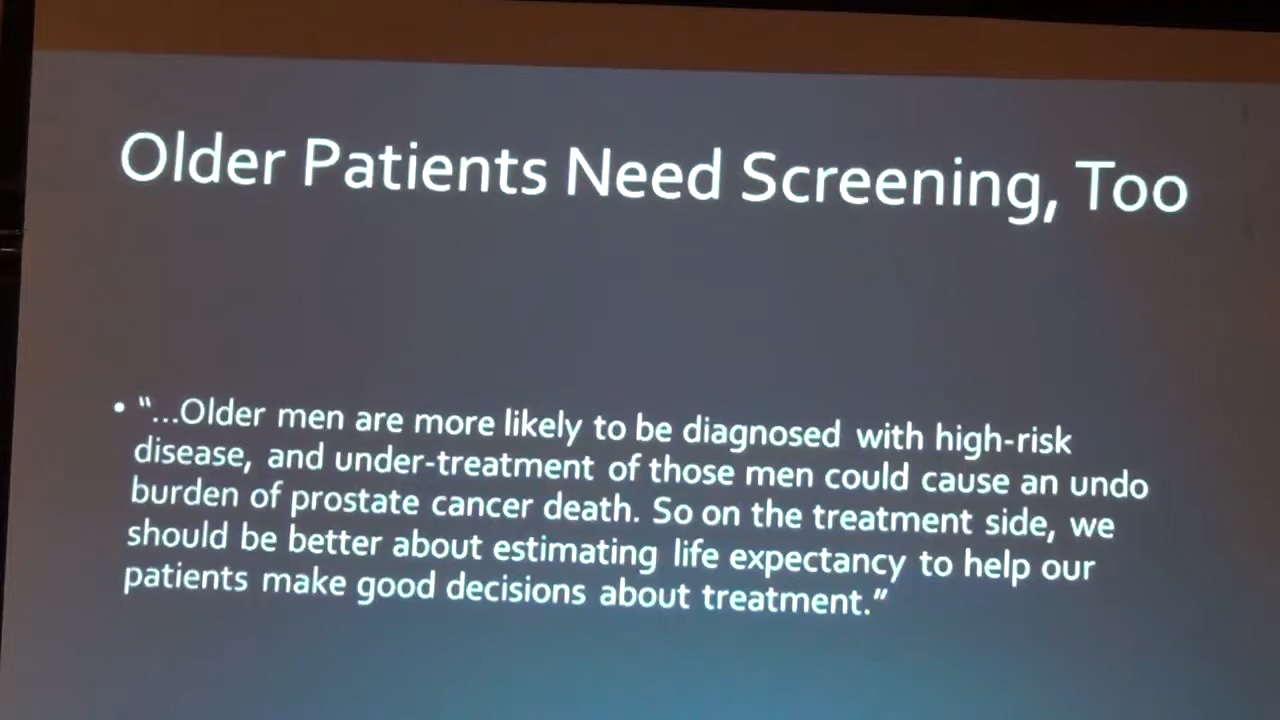 Older Patients Need Screening, Too
• “...Older men are more likely to be diagnosed with high-risk
disease, and under-treatment of those men could cause an undo
burden of prostate cancer death. So on the treatment side, we
should be better about estimating life expectancy to help our
patients make good decisions about treatment.”